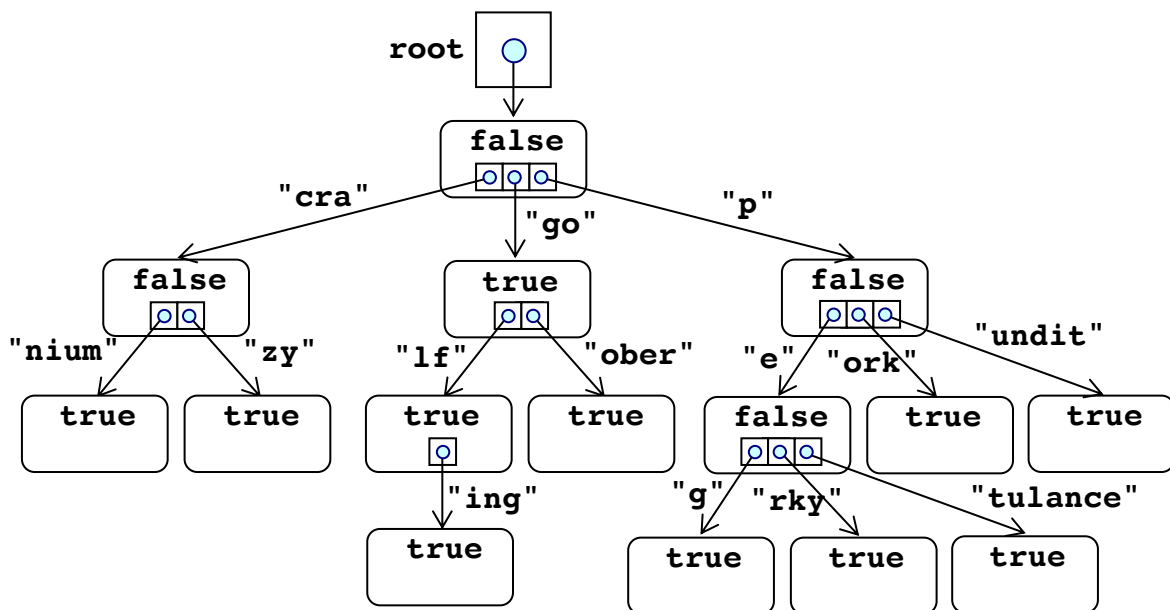 root
false
"cra" "go" "p"
false true false
"nium" "zy" "lf" "ober" "e" "ork" "undit"
true true true true false true true
"ing" "g" "rky" "tulance"
true true true true